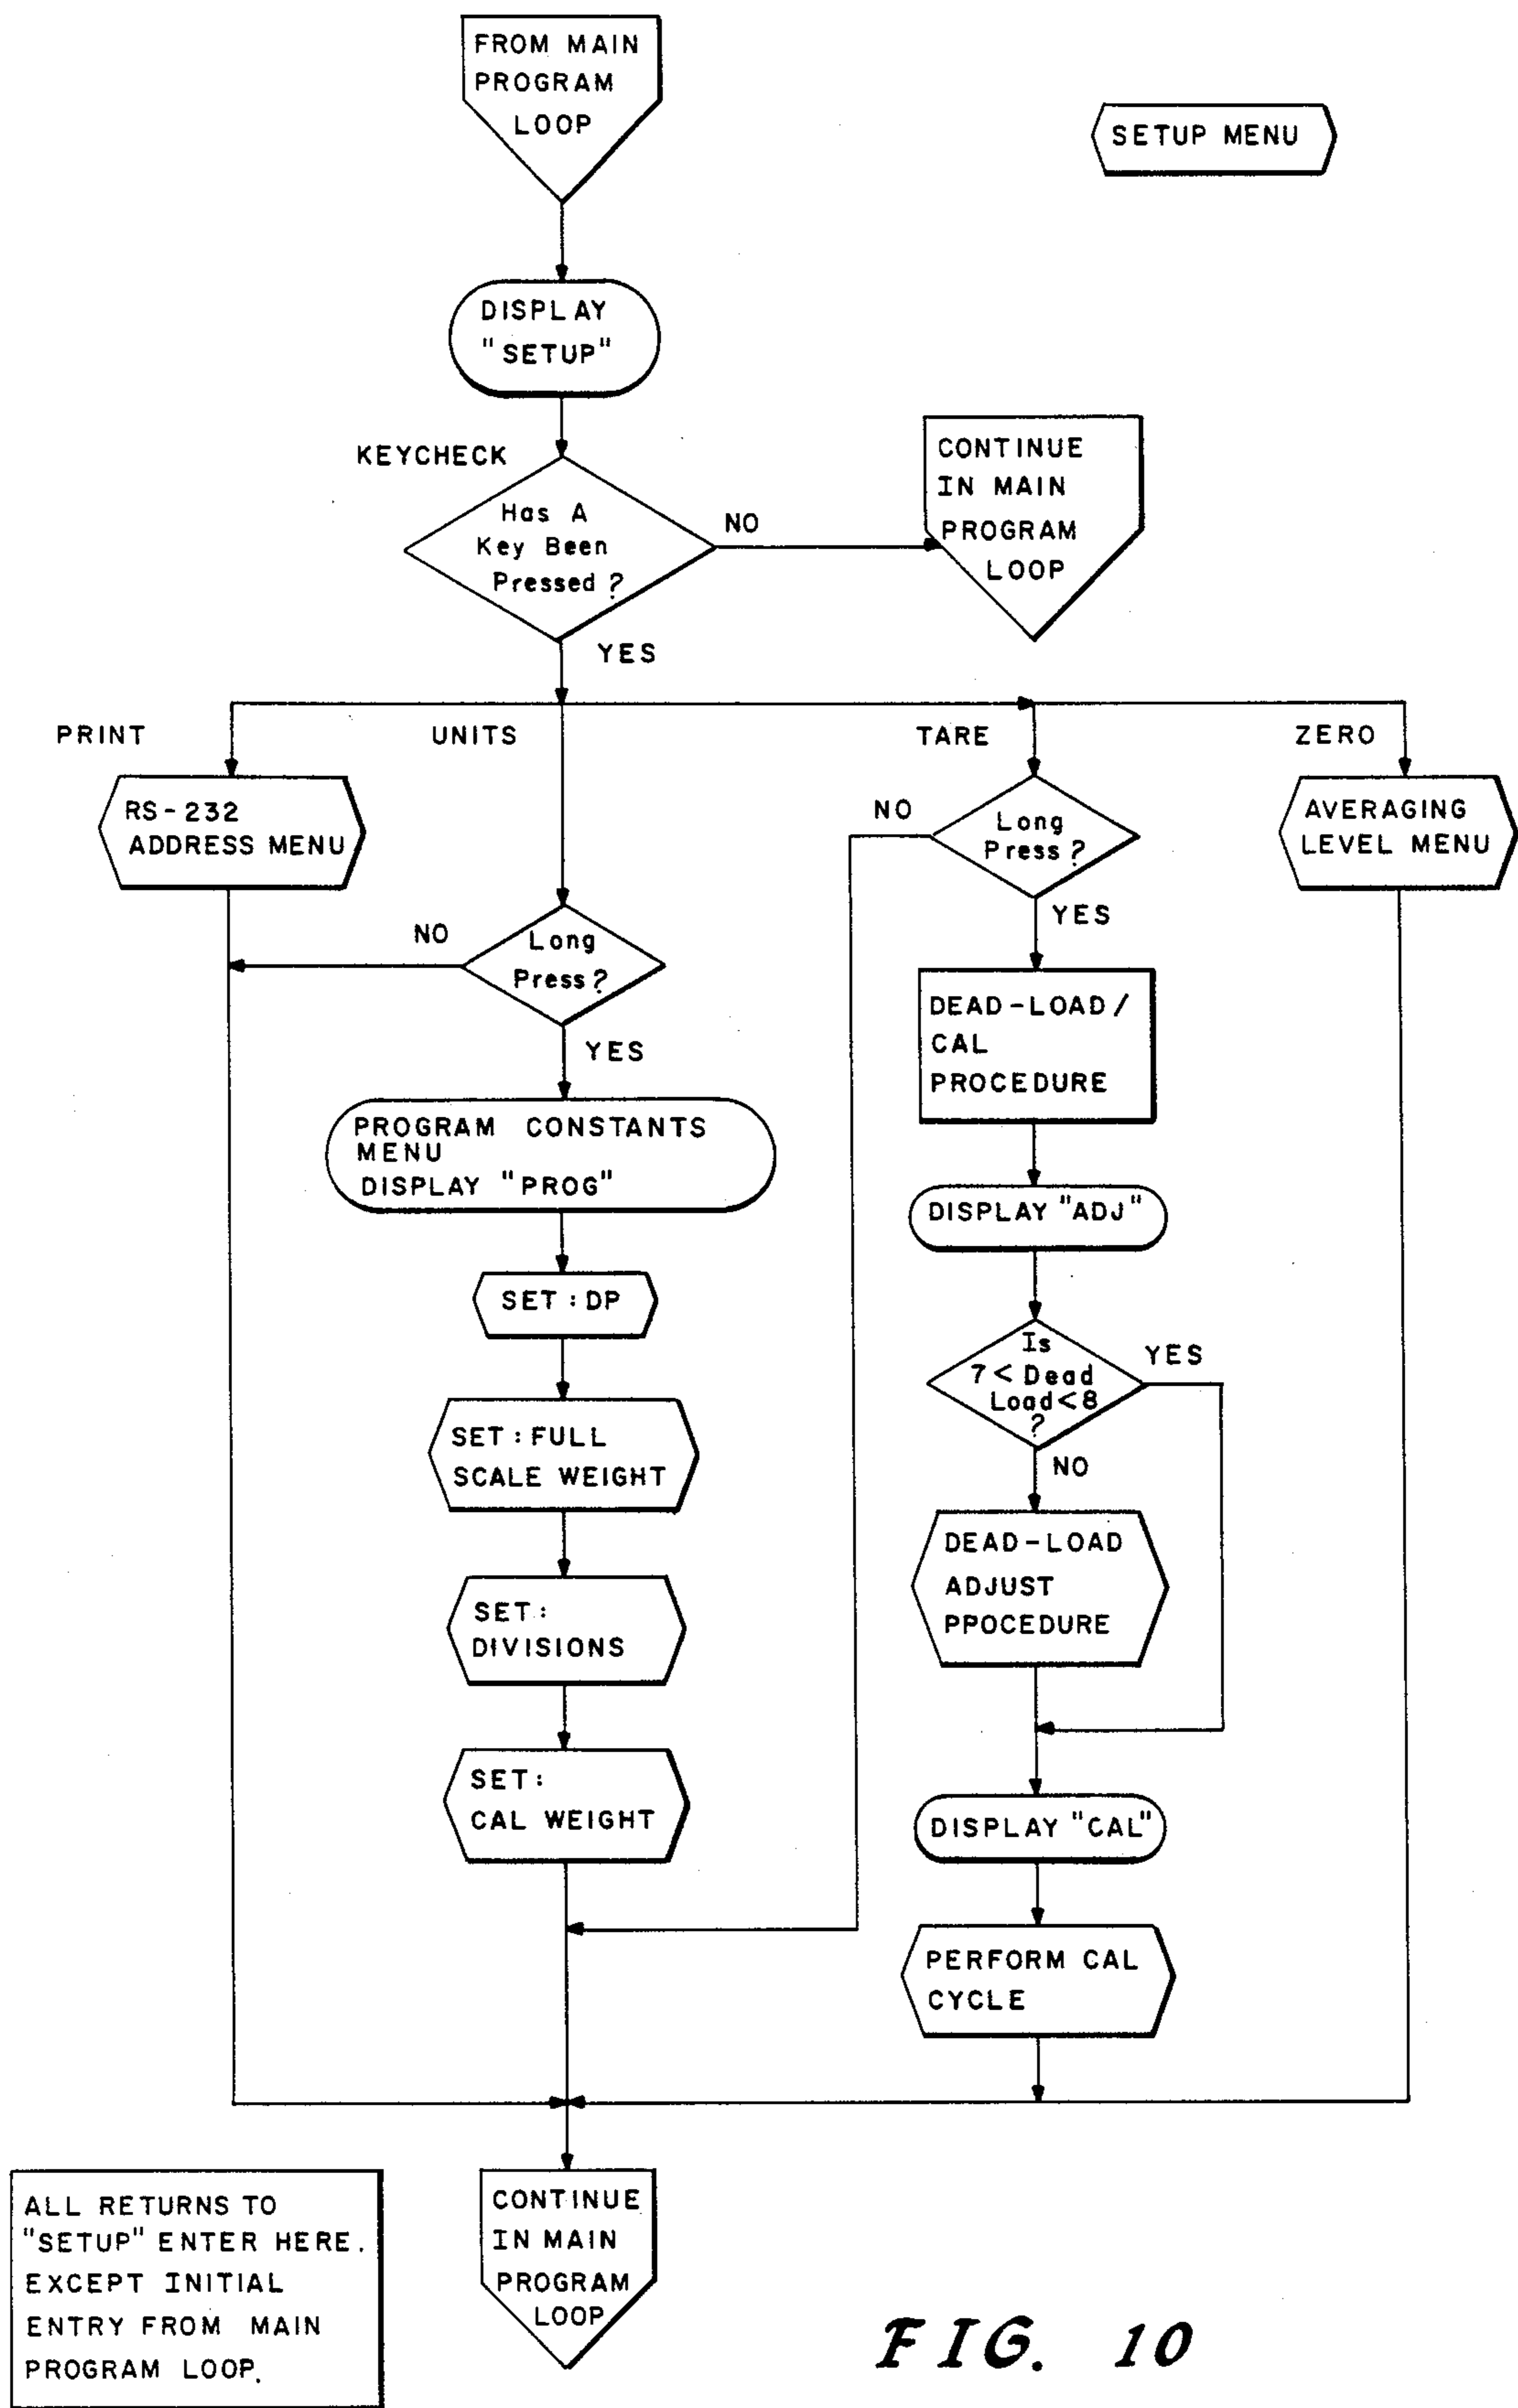 FROM MAIN
PROGRAM
LOOP
SETUP MENU
DISPLAY
"SETUP"
KEYCHECK
Has A
Key Been
Pressed?
NO
CONTINUE
IN MAIN
PROGRAM
LOOP
YES
PRINT
UNITS
TARE
ZERO
RS-232
ADDRESS MENU
NO
Long
Press?
YES
PROGRAM CONSTANTS
MENU
DISPLAY "PROG"
SET:DP
SET:FULL
SCALE WEIGHT
SET:
DIVISIONS
SET:
CAL WEIGHT
NO
Long
Press?
YES
DEAD-LOAD/
CAL
PROCEDURE
DISPLAY "ADJ"
Is
7<Dead
Load<8
?
YES
NO
DEAD-LOAD
ADJUST
PPOCEDURE
DISPLAY "CAL"
PERFORM CAL
CYCLE
AVERAGING
LEVEL MENU
ALL RETURNS TO
"SETUP" ENTER HERE.
EXCEPT INITIAL
ENTRY FROM MAIN
PROGRAM LOOP.
CONTINUE
IN MAIN
PROGRAM
LOOP
FIG. 10